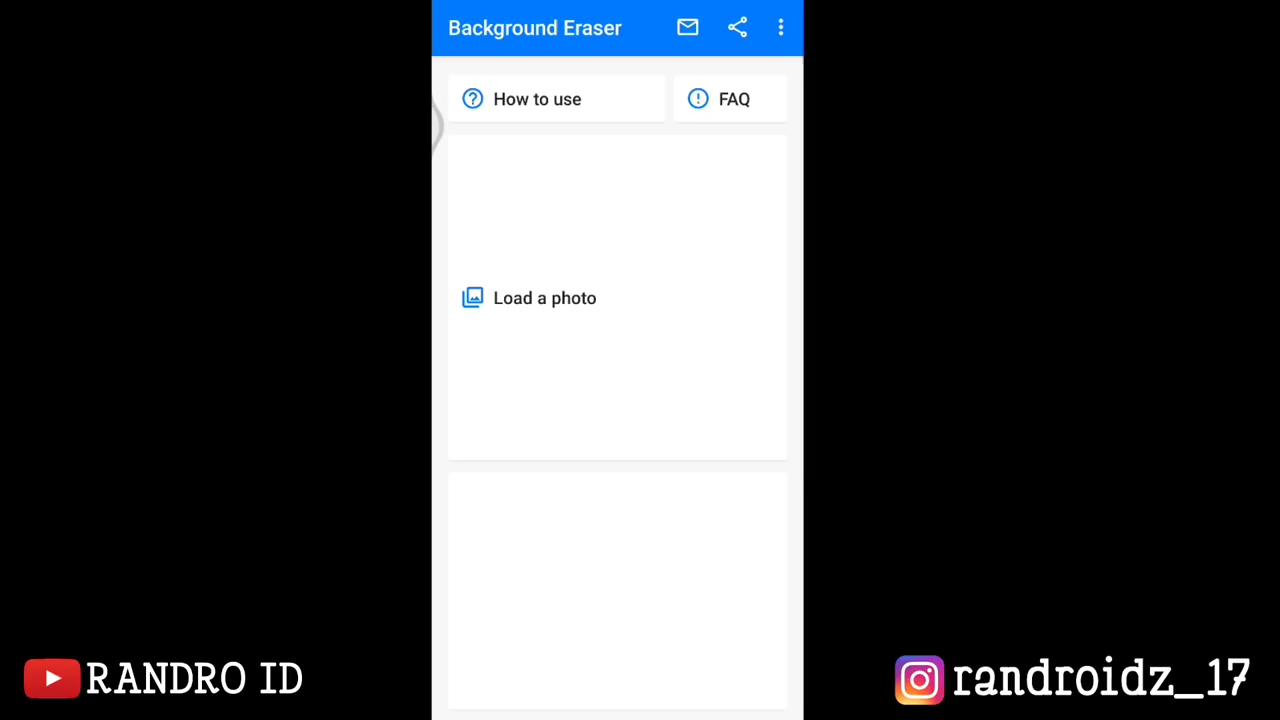 Background Eraser
How to use
FAQ
Load a photo
RANDRO ID
randroidz_17